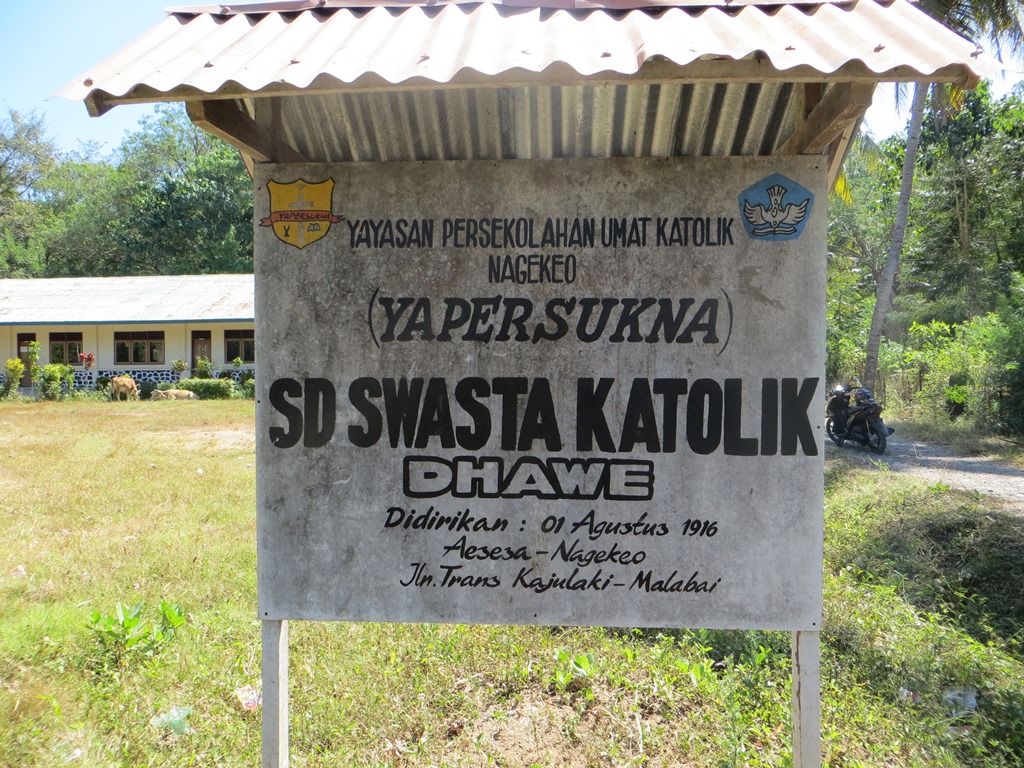 YAPERSUKNA
YAYASAN PERSEKOLAHAN UMAT KATOLIK
NAGEKEO
(YAPERSUKNA)
SD SWASTA KATOLIK
DHAWE
Didirikan : 01 Agustus 1916
Aesesa - Nagekeo
Jln. Trans Kajulaki - Malabai